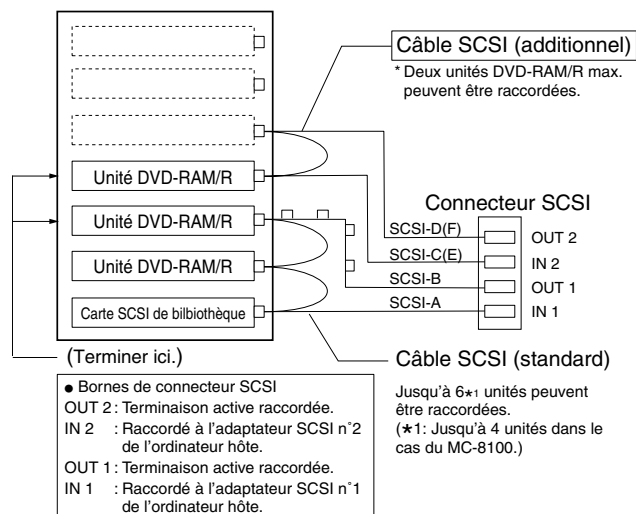 Câble SCSI (additionnel)
* Deux unités DVD-RAM/R max.
peuvent être raccordées.
Unité DVD-RAM/R
Unité DVD-RAM/R
Unité DVD-RAM/R
Carte SCSI de bilbiothèque
Connecteur SCSI
SCSI-D(F)
OUT 2
SCSI-C(E)
IN 2
SCSI-B
OUT 1
SCSI-A
IN 1
(Terminer ici.)
Câble SCSI (standard)
Jusqu'à 6*1 unités peuvent
être raccordées.
(*1: Jusqu'à 4 unités dans le
cas du MC-8100.)
● Bornes de connecteur SCSI
OUT 2 : Terminaison active raccordée.
IN 2 : Raccordé à l'adaptateur SCSI n°2
de l'ordinateur hôte.
OUT 1 : Terminaison active raccordée.
IN 1 : Raccordé à l'adaptateur SCSI n°1
de l'ordinateur hôte.